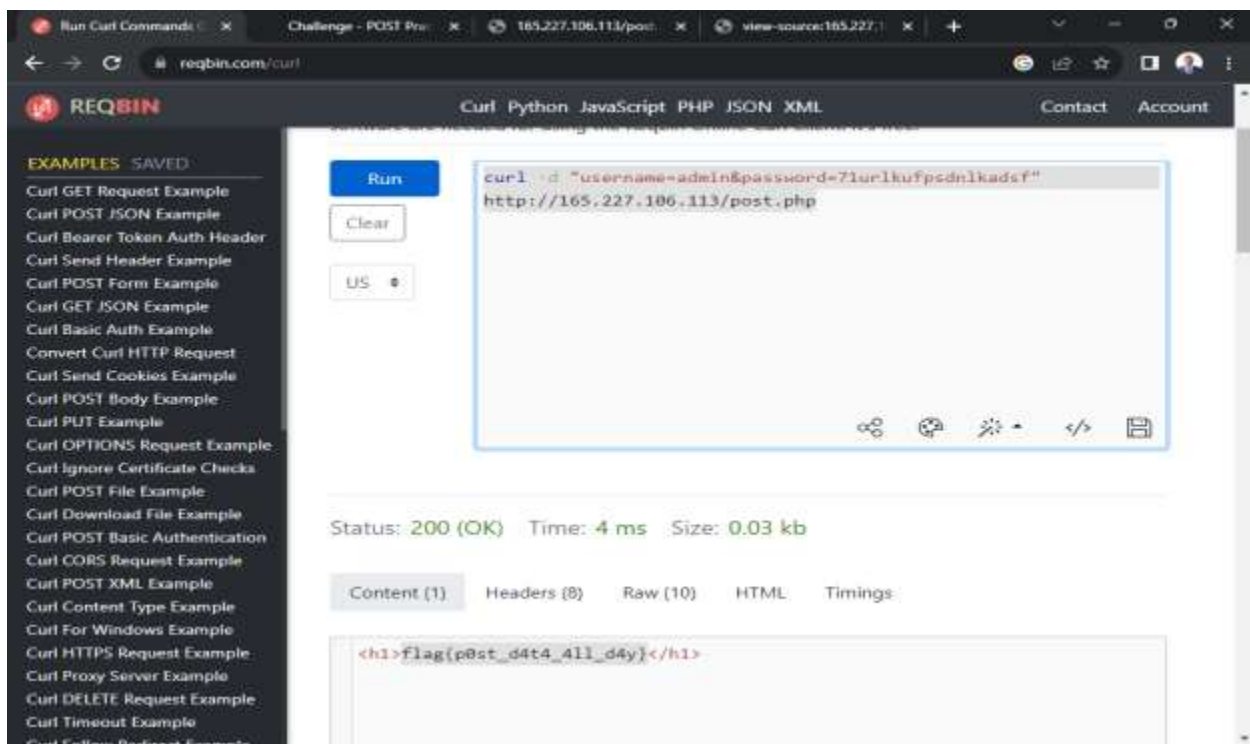 Run Curl Commands
Challenge - POST Pra
165.227.106.113/post
view-source:165.227.1
reqbin.com/curl
REQBIN
Curl Python JavaScript PHP JSON XML
Contact Account
EXAMPLES SAVED
Curl GET Request Example
Curl POST JSON Example
Curl Bearer Token Auth Header
Curl Send Header Example
Curl POST Form Example
Curl GET JSON Example
Curl Basic Auth Example
Convert Curl HTTP Request
Curl Send Cookies Example
Curl POST Body Example
Curl PUT Example
Curl OPTIONS Request Example
Curl Ignore Certificate Checks
Curl POST File Example
Curl Download File Example
Curl POST Basic Authentication
Curl CORS Request Example
Curl POST XML Example
Curl Content Type Example
Curl For Windows Example
Curl HTTPS Request Example
Curl Proxy Server Example
Curl DELETE Request Example
Curl Timeout Example
Run
Clear
US
curl -d "username=admin&password=71urlkufpsdnlkadsf"
http://165.227.106.113/post.php
</>
Status: 200 (OK) Time: 4 ms Size: 0.03 kb
Content (1) Headers (8) Raw (10) HTML Timings
<h1>flag{p0st_d4t4_4ll_d4y}</h1>